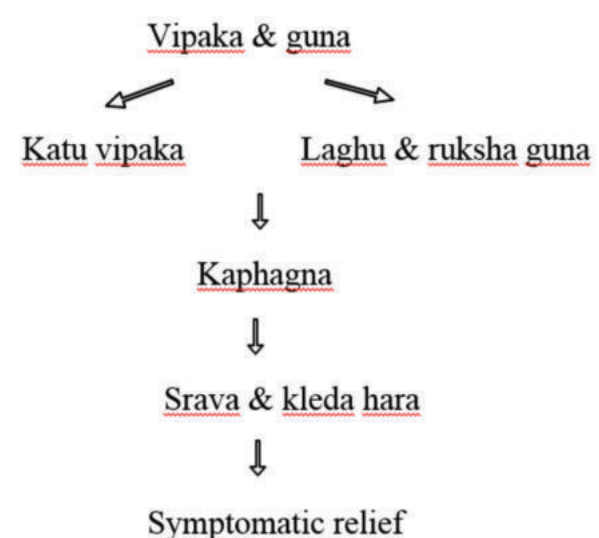 Vipaka & guna
Katu vipaka
Laghu & ruksha guna
Kaphagna
Srava & kleda hara
Symptomatic relief